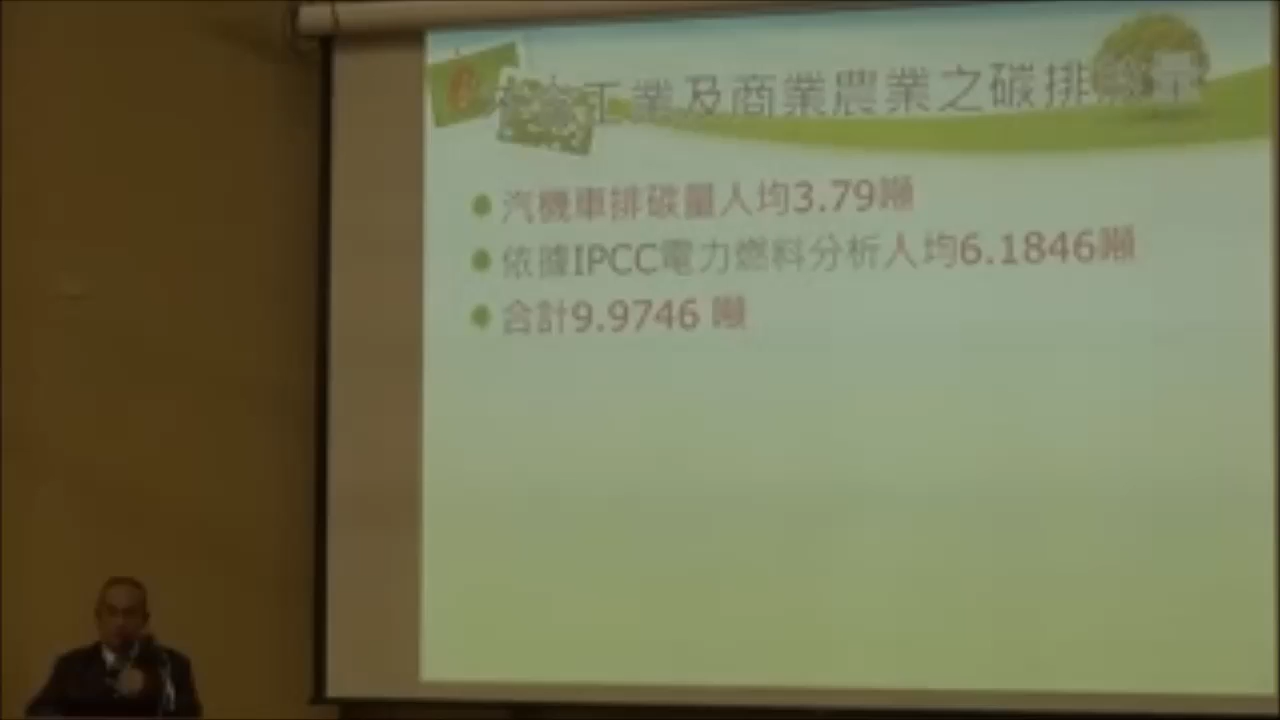 工業及商業農業之碳排
汽機車排碳量人均3.79噸
依據IPCC電力燃料分析人均6.1846噸
合計9.9746 噸